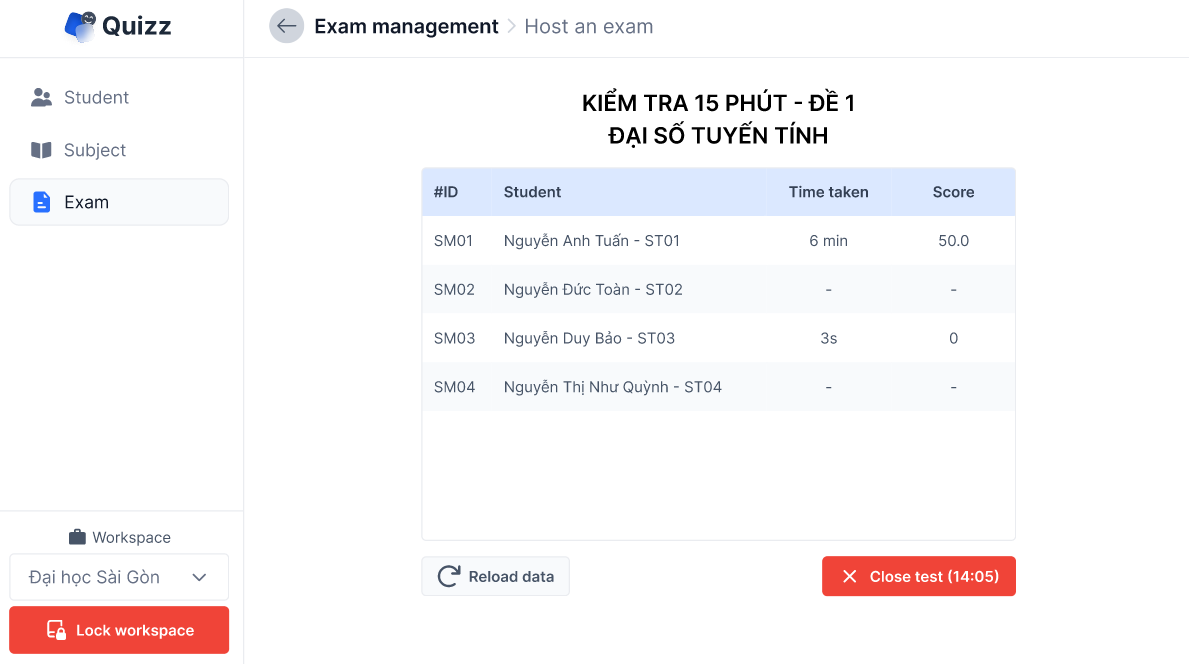 Quizz
Exam management
Host an exam
Student
Subject
Exam
KIỂM TRA 15 PHÚT - ĐỀ 1
ĐẠI SỐ TUYẾN TÍNH
#ID Student Time taken Score
SM01 Nguyễn Anh Tuấn - ST01 6 min 50.0
SM02 Nguyễn Đức Toàn - ST02 - -
SM03 Nguyễn Duy Bảo - ST03 3s 0
SM04 Nguyễn Thị Như Quỳnh - ST04 - -
Reload data
Close test (14:05)
Workspace
Đại học Sài Gòn
Lock workspace